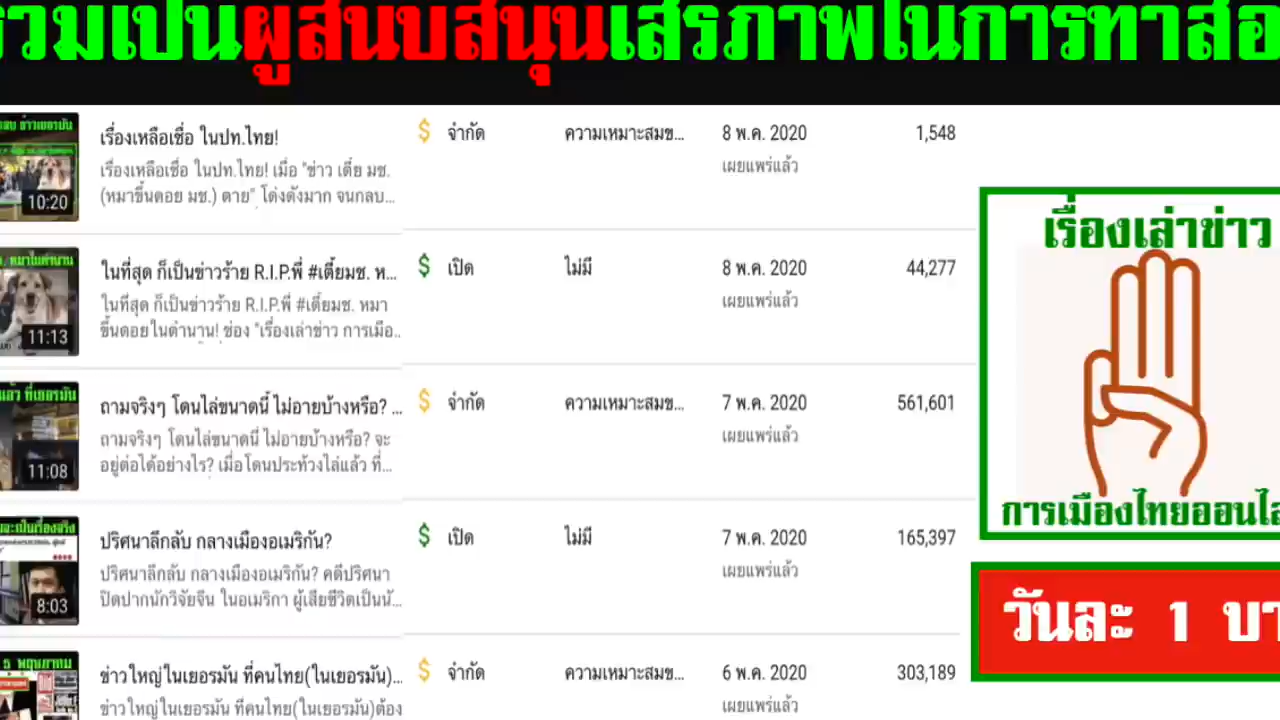 ร่วมเป็นผู้สนับสนุนเสรีภาพในการทำสื่อ
เรื่องเหลือเชื่อ ในปท.ไทย!
เรื่องเหลือเชื่อ ในปท.ไทย! เมื่อ "ข่าว เตี้ย มช.
(หมาขึ้นดอย มช.) ตาย" โด่งดังมาก จนกลบ...
10:20
$ จำกัด ความเหมาะสมข... 8 พ.ค. 2020 1,548
เผยแพร่แล้ว
ในที่สุด ก็เป็นข่าวร้าย R.I.P.พี่ #เตี้ยมช. ห...
ในที่สุด ก็เป็นข่าวร้าย R.I.P.พี่ #เตี้ยมช. หมา
ขึ้นดอยในตำนาน! ช่อง "เรื่องเล่าข่าว การเมือ..
11:13
$ เปิด ไม่มี 8 พ.ค. 2020 44,277
เผยแพร่แล้ว
ถามจริงๆ โดนไล่ขนาดนี้ ไม่อายบ้างหรือ? ...
ถามจริงๆ โดนไล่ขนาดนี้ ไม่อายบ้างหรือ? จะ
อยู่ต่อได้อย่างไร? เมื่อโดนประท้วงไล่แล้ว ที่...
11:08
$ จำกัด ความเหมาะสมข... 7 พ.ค. 2020 561,601
เผยแพร่แล้ว
ปริศนาลึกลับ กลางเมืองอเมริกัน?
ปริศนาลึกลับ กลางเมืองอเมริกัน? คดีปริศนา
ปิดปากนักวิจัยจีน ในอเมริกา ผู้เสียชีวิตเป็นนั...
8:03
$ เปิด ไม่มี 7 พ.ค. 2020 165,397
เผยแพร่แล้ว
ข่าวใหญ่ในเยอรมัน ที่คนไทย(ในเยอรมัน)...
ข่าวใหญ่ในเยอรมัน ที่คนไทย(ในเยอรมัน)ต้อง
$ จำกัด ความเหมาะสมข... 6 พ.ค. 2020 303,189
เผยแพร่แล้ว
เรื่องเล่าข่าว
การเมืองไทยออนไล
วันละ 1 บา